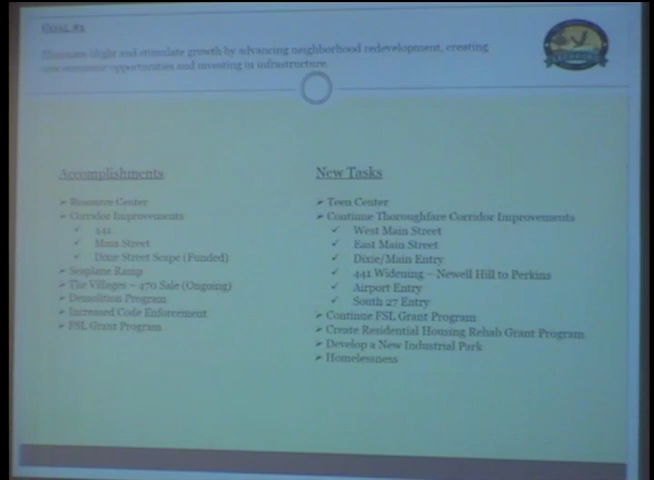 GOAL #1
Eliminate blight and stimulate growth by advancing neighborhood redevelopment, creating
new economic opportunities and investing in infrastructure.
Accomplishments
➢ Resource Center
➢ Corridor Improvements
✓ 441
✓ Main Street
✓ Dixie Street Scape (Funded)
➢ Seaplane Ramp
➢ The Villages – 470 Sale (Ongoing)
➢ Demolition Program
➢ Increased Code Enforcement
➢ FSL Grant Program
New Tasks
➢ Teen Center
➢ Continue Thoroughfare Corridor Improvements
✓ West Main Street
✓ East Main Street
✓ Dixie/Main Entry
✓ 441 Widening – Newell Hill to Perkins
✓ Airport Entry
✓ South 27 Entry
➢ Continue FSL Grant Program
➢ Create Residential Housing Rehab Grant Program
➢ Develop a New Industrial Park
➢ Homelessness